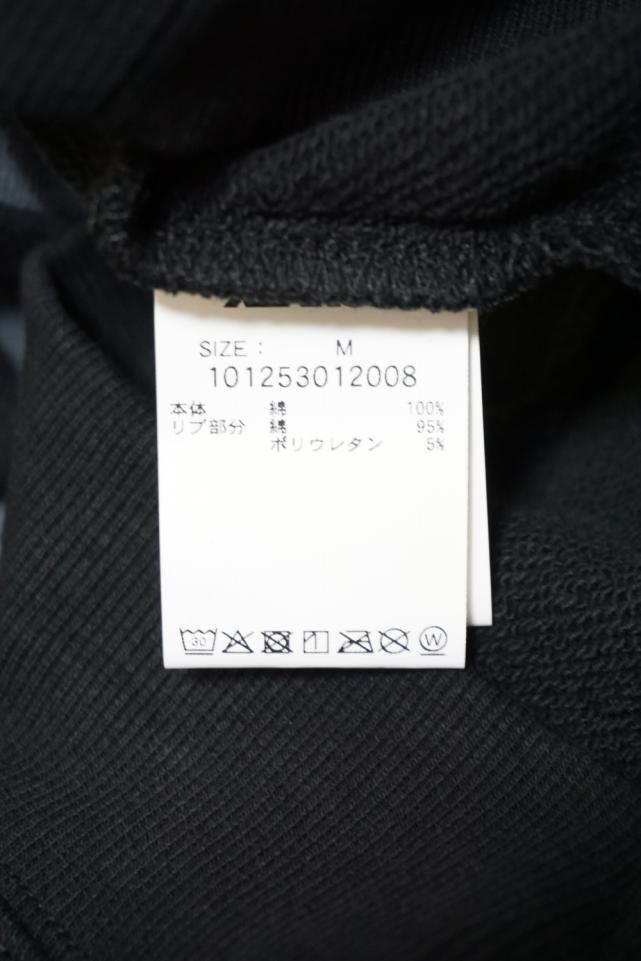 SIZE : M
101253012008
本体 綿 100%
リブ部分 綿 95%
ポリウレタン 5%
30
W